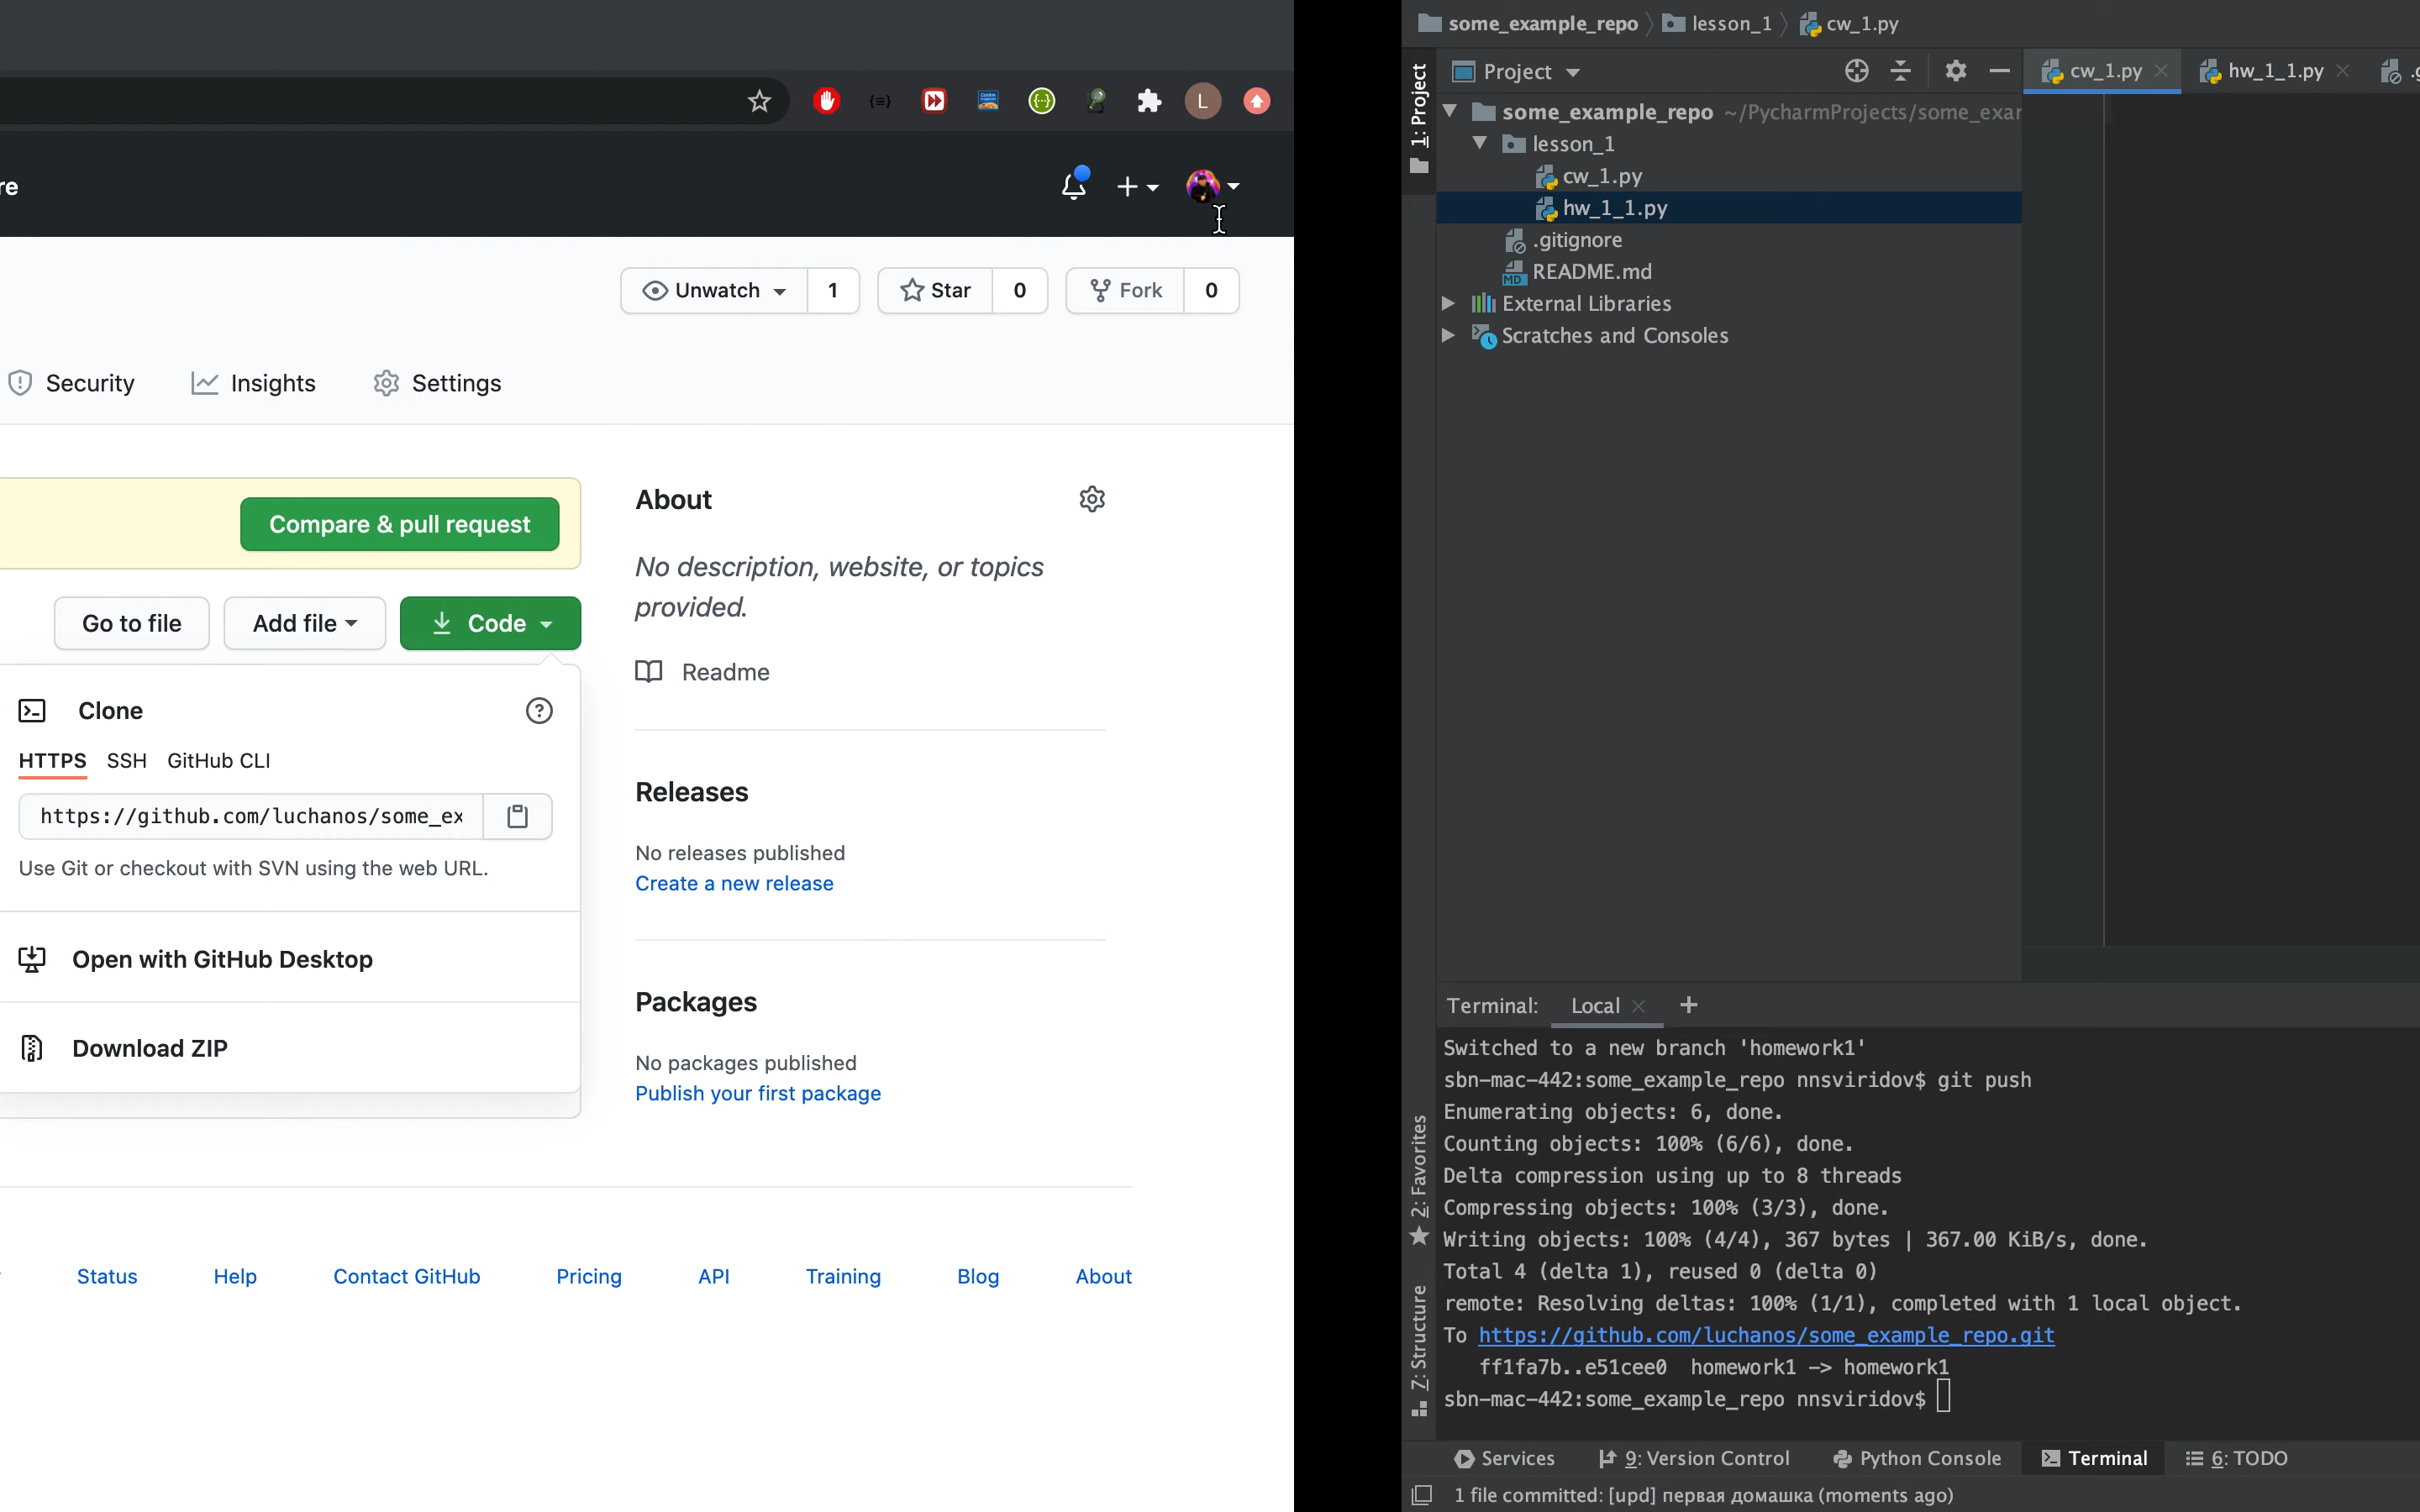 re
L
Unwatch 1
Star 0
Fork 0
Security
Insights
Settings
Compare & pull request
Go to file
Add file
Code
Clone
HTTPS SSH GitHub CLI
https://github.com/luchanos/some_ex
Use Git or checkout with SVN using the web URL.
Open with GitHub Desktop
Download ZIP
About
No description, website, or topics
provided.
Readme
Releases
No releases published
Create a new release
Packages
No packages published
Publish your first package
Status Help Contact GitHub Pricing API Training Blog About
some_example_repo lesson_1 cw_1.py
1: Project
Project
cw_1.py hw_1_1.py .g
some_example_repo ~/PycharmProjects/some_exar
lesson_1
cw_1.py
hw_1_1.py
.gitignore
MD README.md
External Libraries
Scratches and Consoles
2: Favorites
7: Structure
Terminal: Local +
Switched to a new branch 'homework1'
sbn-mac-442:some_example_repo nnsviridov$ git push
Enumerating objects: 6, done.
Counting objects: 100% (6/6), done.
Delta compression using up to 8 threads
Compressing objects: 100% (3/3), done.
Writing objects: 100% (4/4), 367 bytes | 367.00 KiB/s, done.
Total 4 (delta 1), reused 0 (delta 0)
remote: Resolving deltas: 100% (1/1), completed with 1 local object.
To https://github.com/luchanos/some_example_repo.git
ff1fa7b..e51cee0 homework1 -> homework1
sbn-mac-442:some_example_repo nnsviridov$
Services 9: Version Control Python Console Terminal 6: TODO
1 file committed: [upd] первая домашка (moments ago)